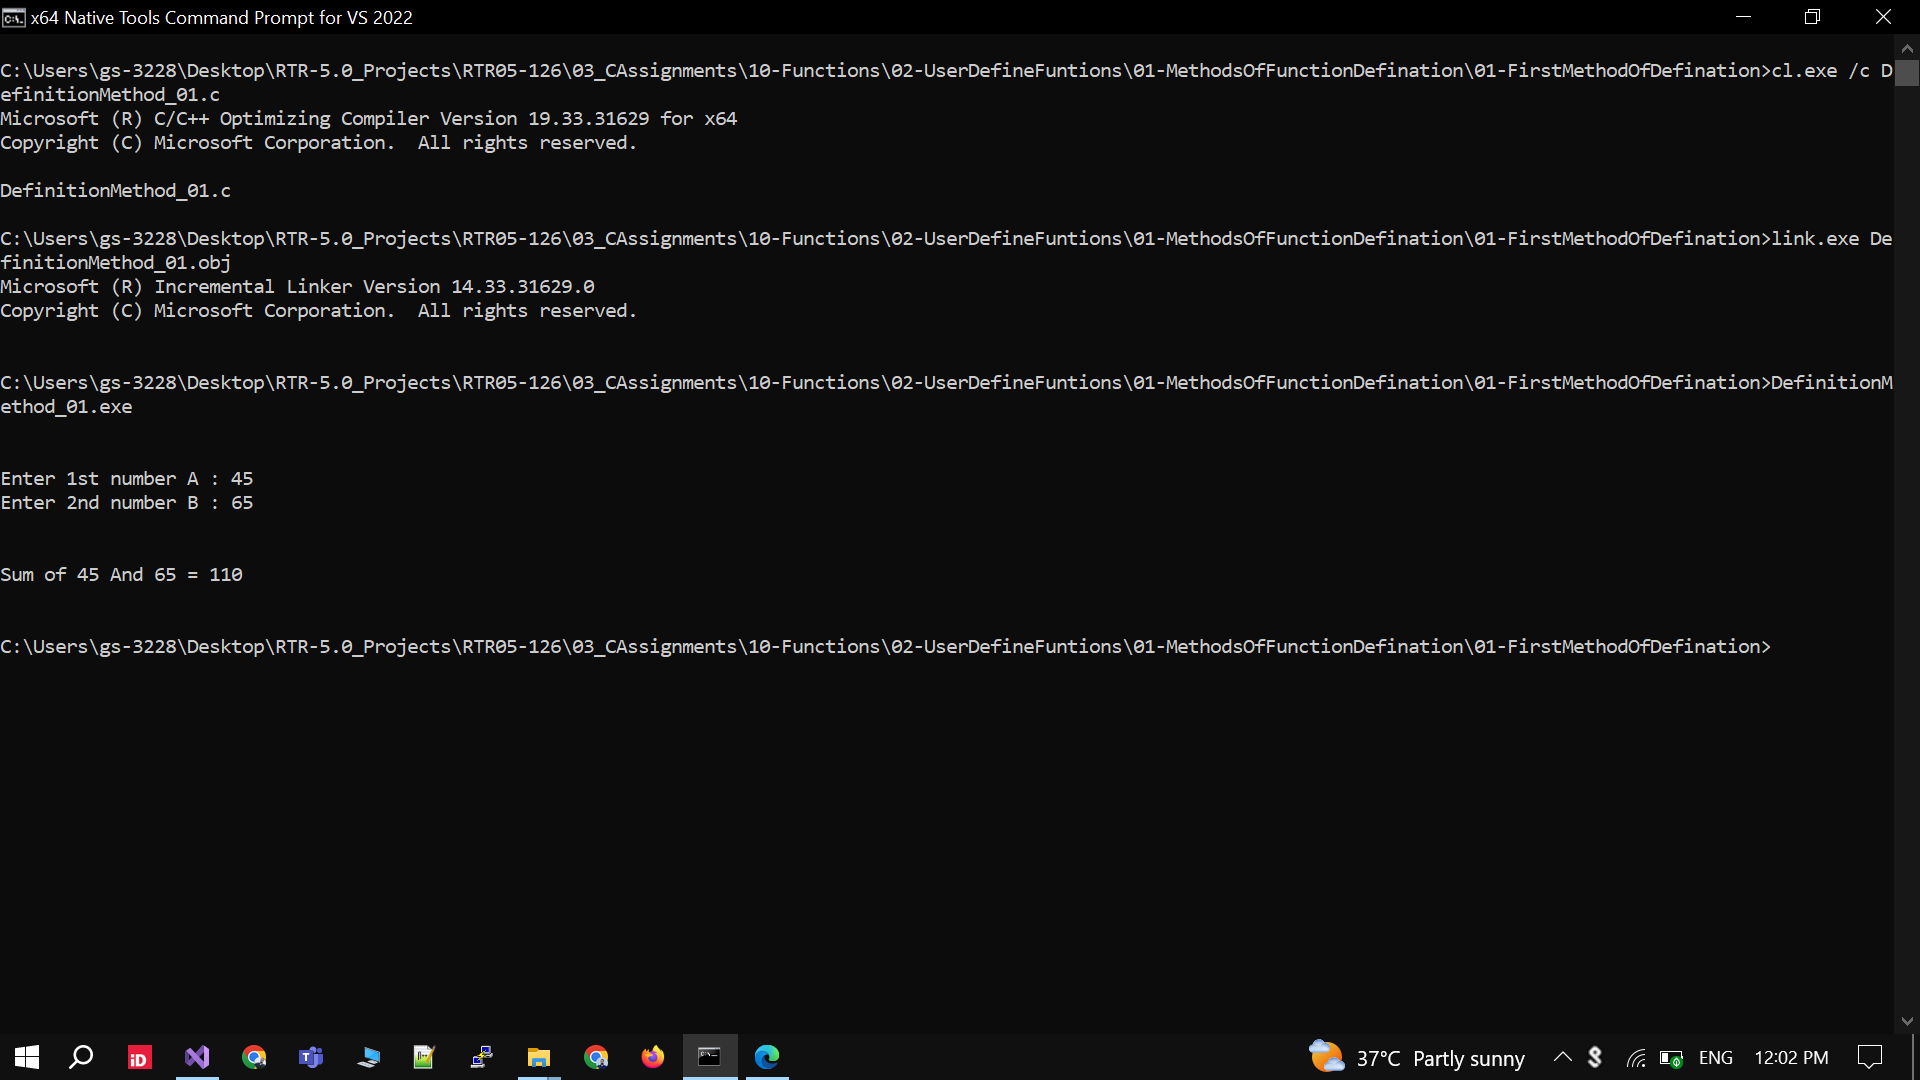 x64 Native Tools Command Prompt for VS 2022
C:\Users\gs-3228\Desktop\RTR-5.0_Projects\RTR05-126\03_CAssignments\10-Functions\02-UserDefineFuntions\01-MethodsOfFunctionDefination\01-FirstMethodOfDefination>cl.exe /c D
efinitionMethod_01.c
Microsoft (R) C/C++ Optimizing Compiler Version 19.33.31629 for x64
Copyright (C) Microsoft Corporation.  All rights reserved.
DefinitionMethod_01.c
C:\Users\gs-3228\Desktop\RTR-5.0_Projects\RTR05-126\03_CAssignments\10-Functions\02-UserDefineFuntions\01-MethodsOfFunctionDefination\01-FirstMethodOfDefination>link.exe De
finitionMethod_01.obj
Microsoft (R) Incremental Linker Version 14.33.31629.0
Copyright (C) Microsoft Corporation.  All rights reserved.
C:\Users\gs-3228\Desktop\RTR-5.0_Projects\RTR05-126\03_CAssignments\10-Functions\02-UserDefineFuntions\01-MethodsOfFunctionDefination\01-FirstMethodOfDefination>DefinitionM
ethod_01.exe
Enter 1st number A : 45
Enter 2nd number B : 65
Sum of 45 And 65 = 110
C:\Users\gs-3228\Desktop\RTR-5.0_Projects\RTR05-126\03_CAssignments\10-Functions\02-UserDefineFuntions\01-MethodsOfFunctionDefination\01-FirstMethodOfDefination>
iD 37°C Partly sunny ENG 12:02 PM